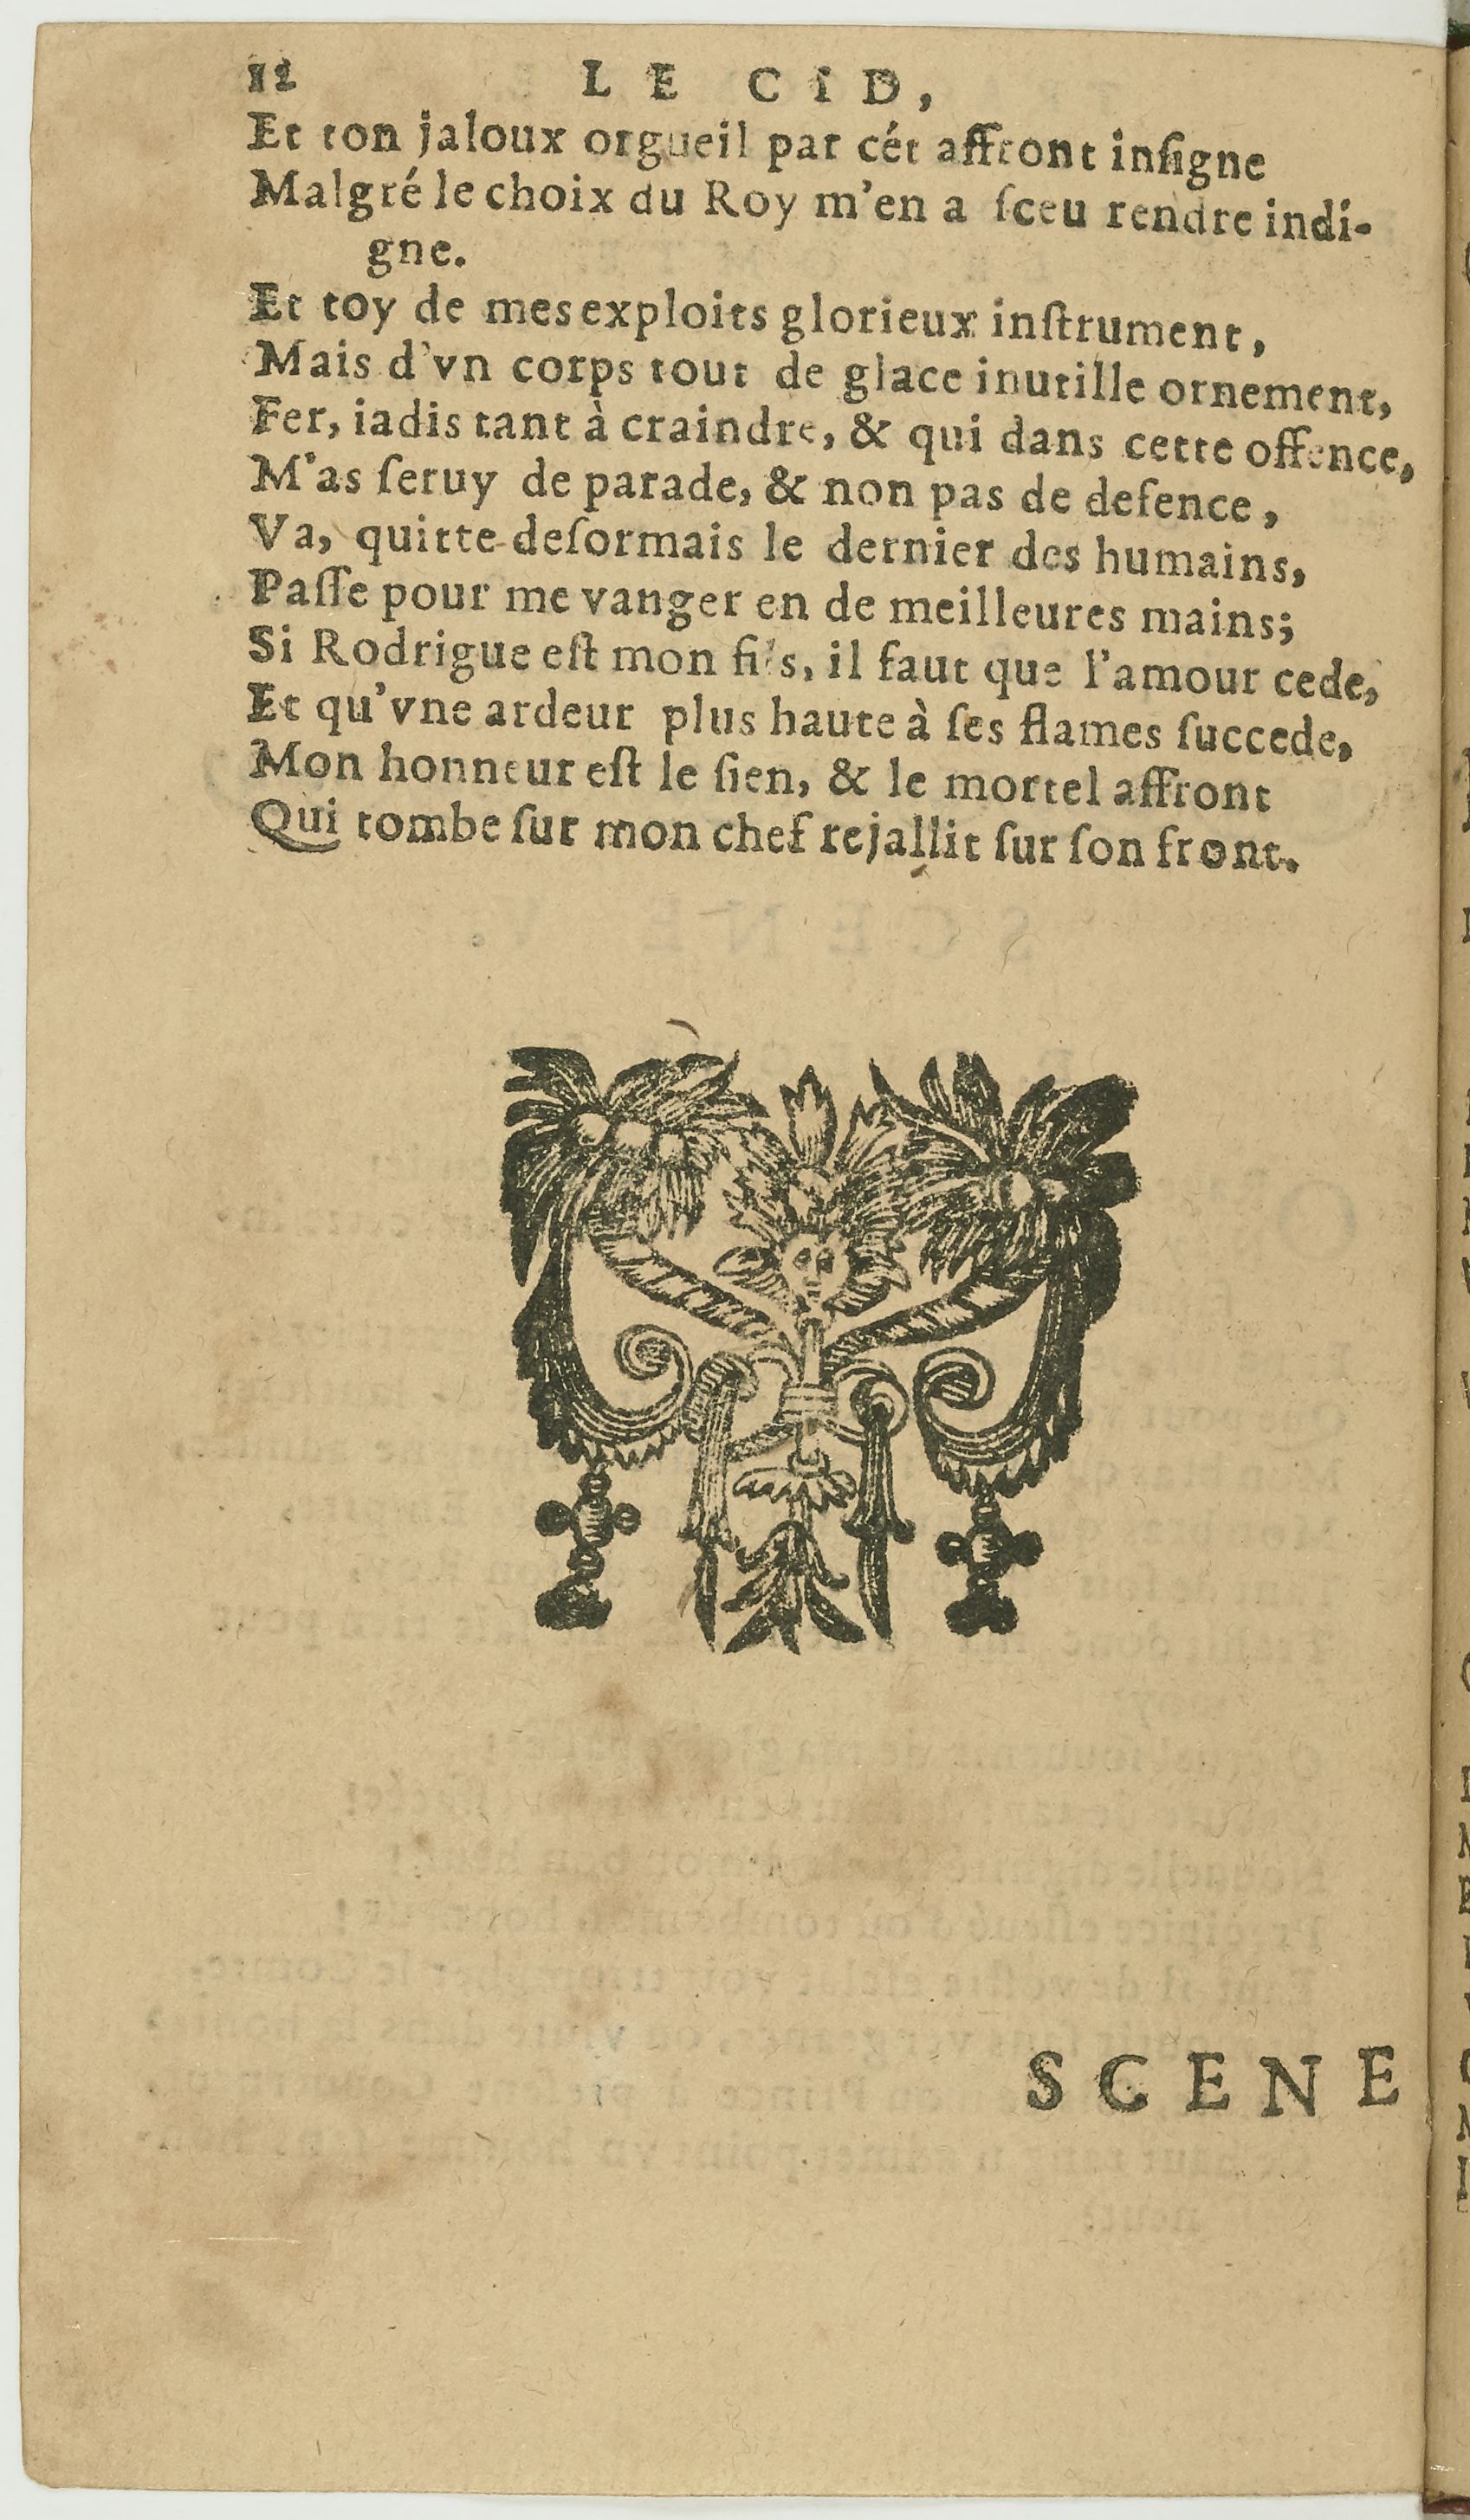 12 LE CID,
Et ton jaloux orgueil par cét affront insigne
Malgré le choix du Roy m'en a ſceu rendre indi-
gne.
Et toy de mes exploits glorieux inſtrument,
Mais d'vn corps tout de glace inutille ornement,
Fer, iadis tant à craindre, & qui dans cette offence,
M'as ſeruy de parade, & non pas de defence,
Va, quitte deſormais le dernier des humains,
Paſſe pour me vanger en de meilleures mains;
Si Rodrigue eſt mon fils, il faut que l'amour cede,
Et qu'vne ardeur plus haute à ſes flames ſuccede,
Mon honneur eſt le ſien, & le mortel affront
Qui tombe ſur mon chef rejallit ſur ſon front.
SCENE